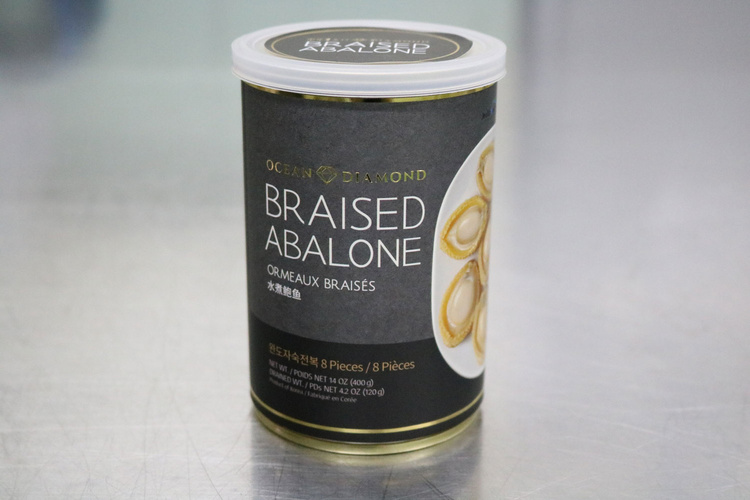 BRAISED
ABALONE
OCEAN DIAMOND
BRAISED
ABALONE
ORMEAUX BRAISÉS
水煮鲍鱼
완도자숙전복 8 Pieces / 8 Pièces
NET WT. / POIDS NET 14 OZ (400 g)
DRAINED WT. / PDs NET 4.2 OZ (120 g)
Product of Korea / Fabriqué en Corée